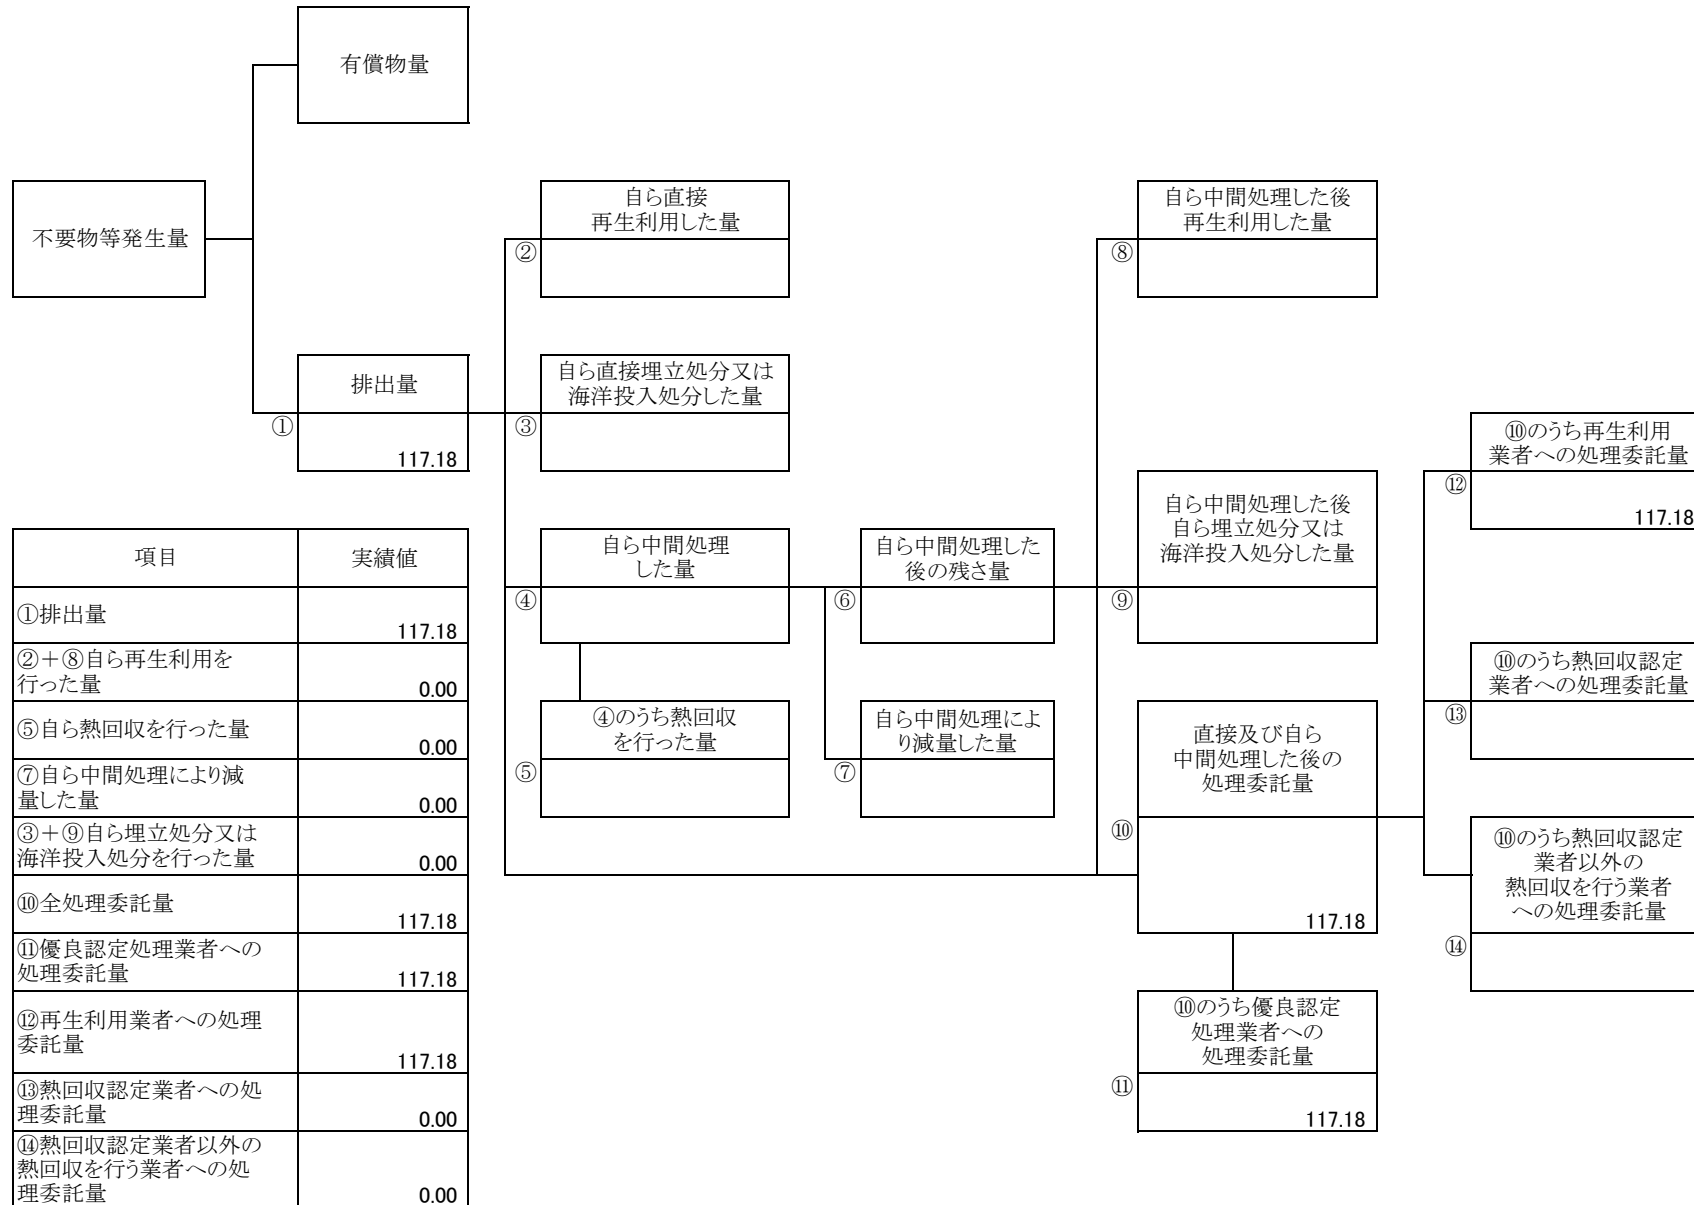 有償物量
不要物等発生量
自ら直接
再生利用した量
②
自ら中間処理した後
再生利用した量
⑧
排出量
①
117.18
自ら直接埋立処分又は
海洋投入処分した量
③
⑩のうち再生利用
業者への処理委託量
⑫
117.18
自ら中間処理した後
自ら埋立処分又は
海洋投入処分した量
⑨
自ら中間処理
した量
④
自ら中間処理した
後の残さ量
⑥
⑩のうち熱回収認定
業者への処理委託量
⑬
④のうち熱回収
を行った量
⑤
自ら中間処理によ
り減量した量
⑦
直接及び自ら
中間処理した後の
処理委託量
⑩
117.18
⑩のうち熱回収認定
業者以外の
熱回収を行う業者
への処理委託量
⑭
⑩のうち優良認定
処理業者への
処理委託量
⑪
117.18
項目 実績値
①排出量
117.18
②+⑧自ら再生利用を
行った量
0.00
⑤自ら熱回収を行った量
0.00
⑦自ら中間処理により減
量した量
0.00
③+⑨自ら埋立処分又は
海洋投入処分を行った量
0.00
⑩全処理委託量
117.18
⑪優良認定処理業者への
処理委託量
117.18
⑫再生利用業者への処理
委託量
117.18
⑬熱回収認定業者への処
理委託量
0.00
⑭熱回収認定業者以外の
熱回収を行う業者への処
理委託量
0.00